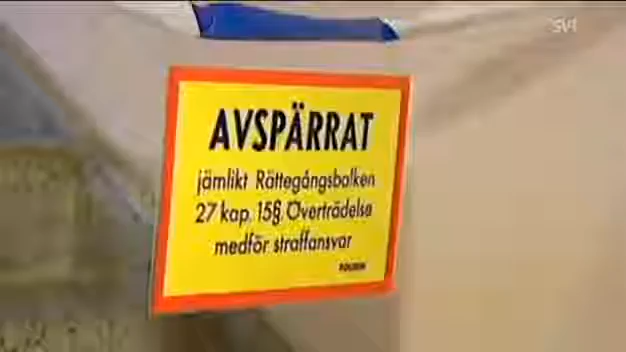 svt
AVSPÄRRAT
jämlikt Rättegångsbalken
27 kap. 15§. Överträdelse
medför straffansvar
POLISEN